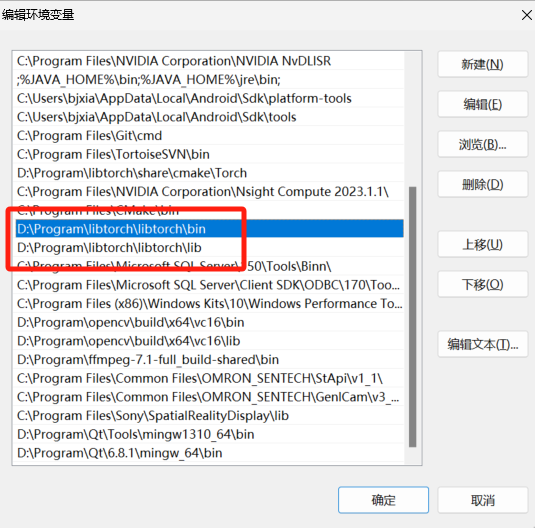 编辑环境变量
C:\Program Files\NVIDIA Corporation\NVIDIA NvDLISR
;%JAVA_HOME%\bin;%JAVA_HOME%\jre\bin;
C:\Users\bjxia\AppData\Local\Android\Sdk\platform-tools
C:\Users\bjxia\AppData\Local\Android\Sdk\tools
C:\Program Files\Git\cmd
C:\Program Files\TortoiseSVN\bin
D:\Program\libtorch\share\cmake\Torch
C:\Program Files\NVIDIA Corporation\Nsight Compute 2023.1.1\
C:\Program Files\CMake\bin
D:\Program\libtorch\libtorch\bin
D:\Program\libtorch\libtorch\lib
C:\Program Files\Microsoft SQL Server\150\Tools\Binn\
C:\Program Files\Microsoft SQL Server\Client SDK\ODBC\170\Too...
C:\Program Files (x86)\Windows Kits\10\Windows Performance To...
D:\Program\opencv\build\x64\vc16\bin
D:\Program\opencv\build\x64\vc16\lib
D:\Program\ffmpeg-7.1-full_build-shared\bin
C:\Program Files\Common Files\OMRON_SENTECH\StApi\v1_1\
C:\Program Files\Common Files\OMRON_SENTECH\GenICam\v3_...
C:\Program Files\Sony\SpatialRealityDisplay\lib
D:\Program\Qt\Tools\mingw1310_64\bin
D:\Program\Qt\6.8.1\mingw_64\bin
新建(N)
编辑(E)
浏览(B)...
删除(D)
上移(U)
下移(O)
编辑文本(T)...
确定
取消